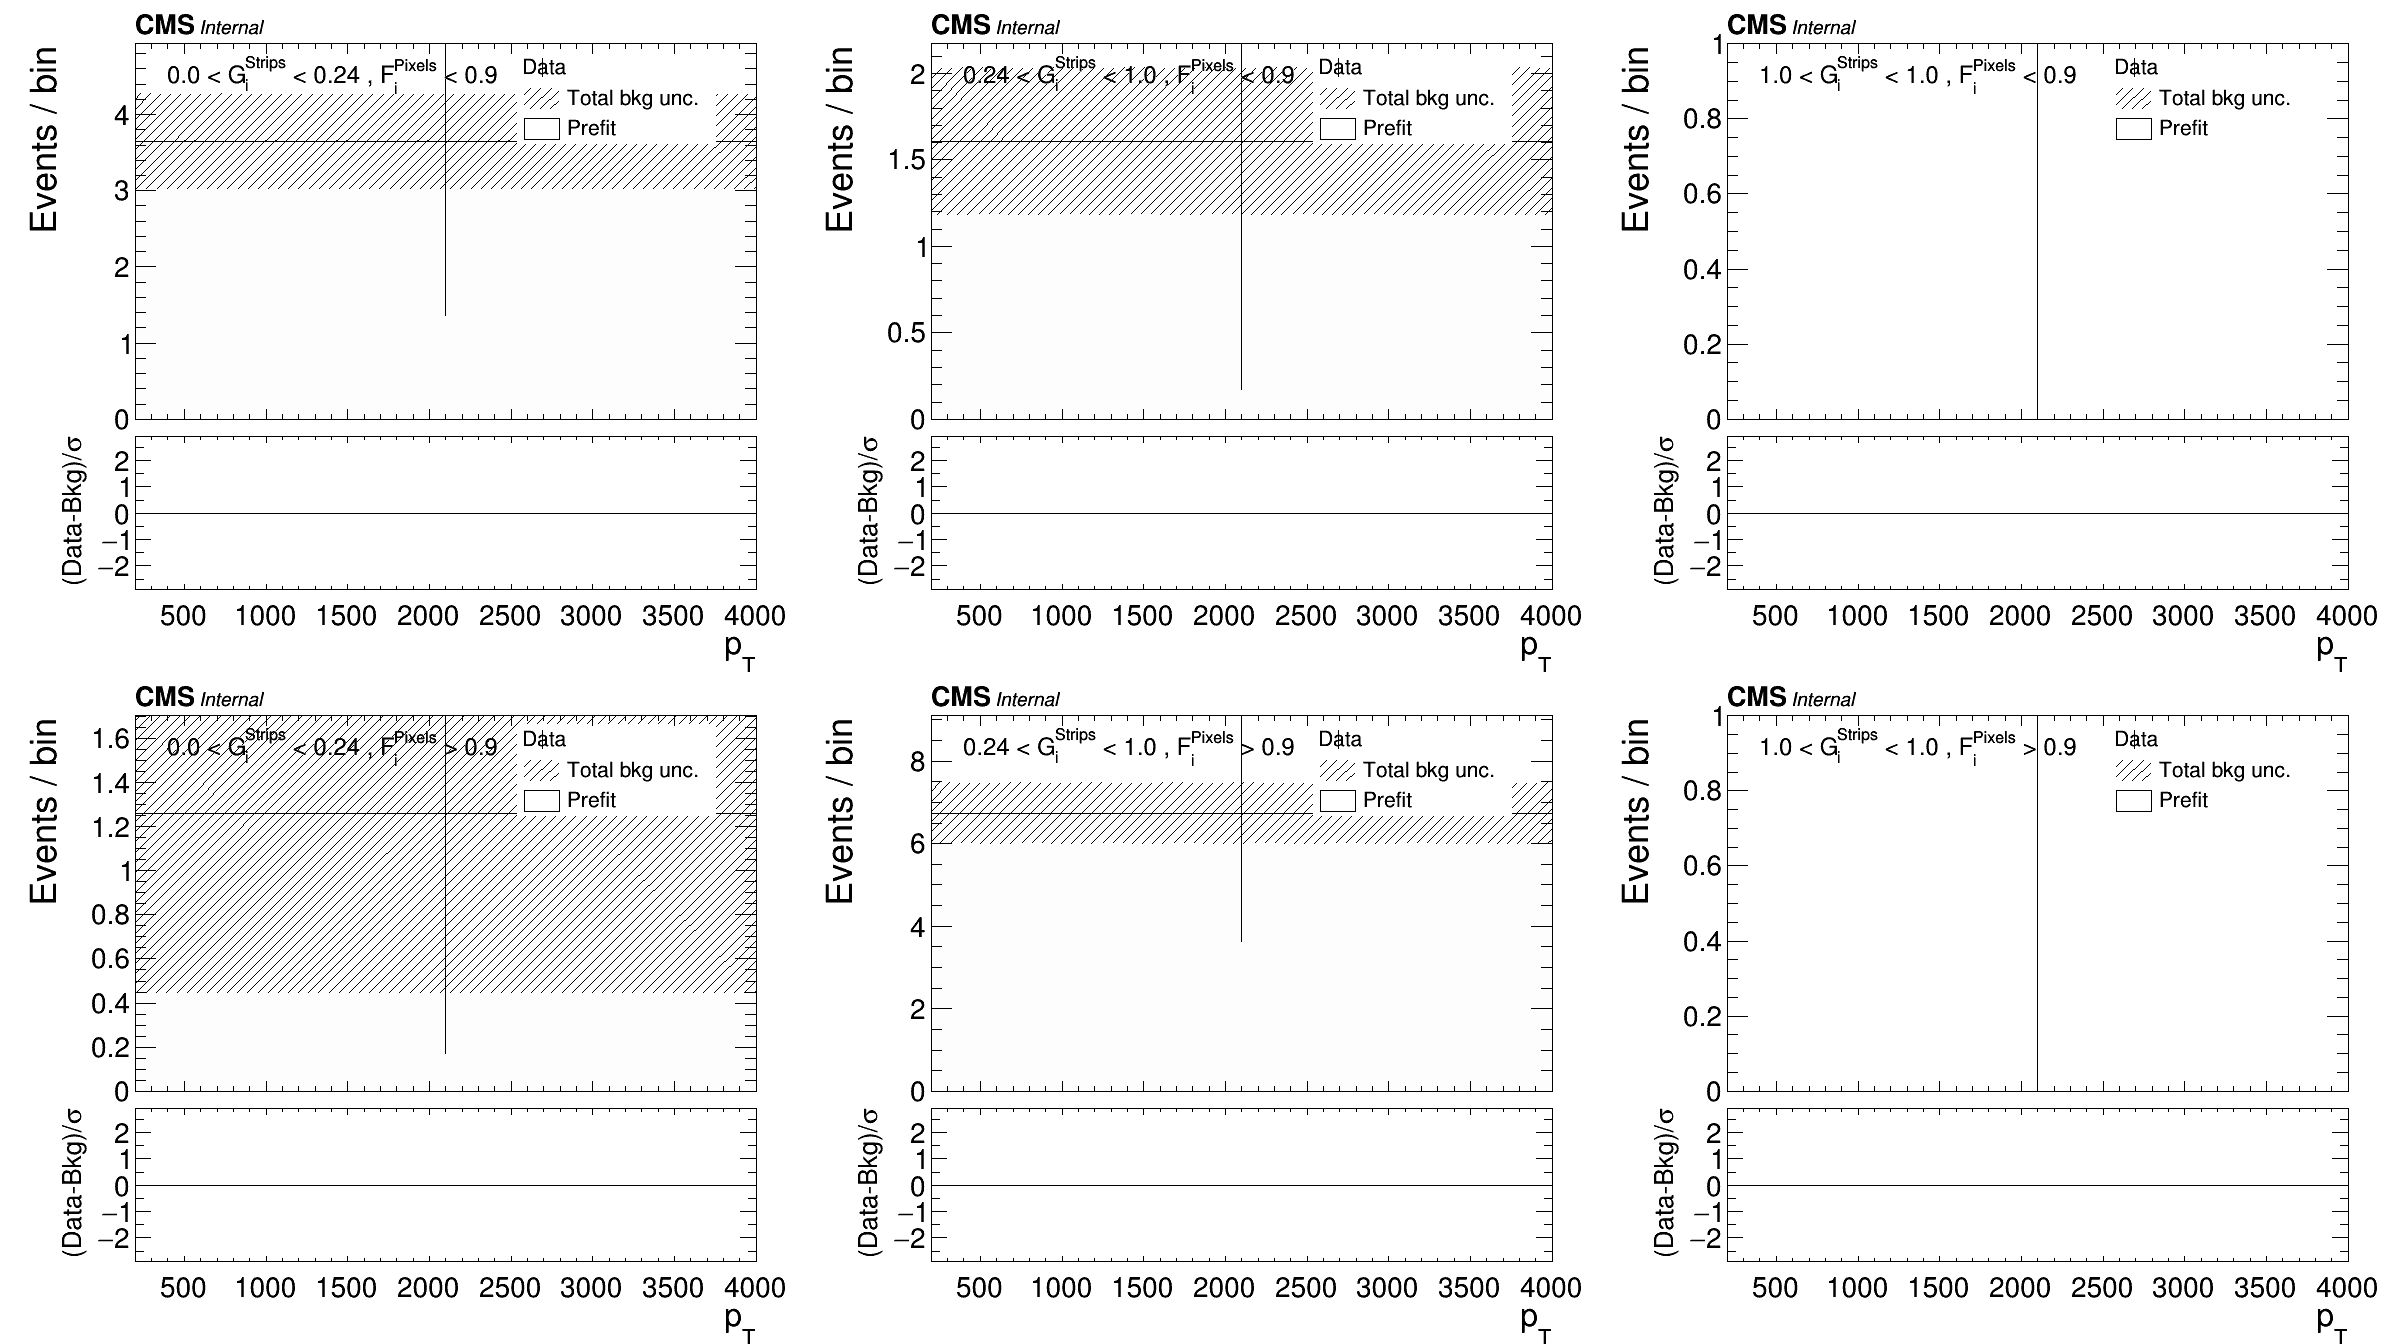 CMS Internal
Events / bin
0.0 < G_i^Strips < 0.24 , F_i^Pixels < 0.9
Data
Total bkg unc.
Prefit
4
3
2
1
0
(Data-Bkg)/σ
2
1
0
−1
−2
500 1000 1500 2000 2500 3000 3500 4000
p_T
CMS Internal
Events / bin
0.24 < G_i^Strips < 1.0 , F_i^Pixels < 0.9
Data
Total bkg unc.
Prefit
2
1.5
1
0.5
0
(Data-Bkg)/σ
2
1
0
−1
−2
500 1000 1500 2000 2500 3000 3500 4000
p_T
CMS Internal
Events / bin
1.0 < G_i^Strips < 1.0 , F_i^Pixels < 0.9
Data
Total bkg unc.
Prefit
1
0.8
0.6
0.4
0.2
0
(Data-Bkg)/σ
2
1
0
−1
−2
500 1000 1500 2000 2500 3000 3500 4000
p_T
CMS Internal
Events / bin
0.0 < G_i^Strips < 0.24 , F_i^Pixels > 0.9
Data
Total bkg unc.
Prefit
1.6
1.4
1.2
1
0.8
0.6
0.4
0.2
0
(Data-Bkg)/σ
2
1
0
−1
−2
500 1000 1500 2000 2500 3000 3500 4000
p_T
CMS Internal
Events / bin
0.24 < G_i^Strips < 1.0 , F_i^Pixels > 0.9
Data
Total bkg unc.
Prefit
8
6
4
2
0
(Data-Bkg)/σ
2
1
0
−1
−2
500 1000 1500 2000 2500 3000 3500 4000
p_T
CMS Internal
Events / bin
1.0 < G_i^Strips < 1.0 , F_i^Pixels > 0.9
Data
Total bkg unc.
Prefit
1
0.8
0.6
0.4
0.2
0
(Data-Bkg)/σ
2
1
0
−1
−2
500 1000 1500 2000 2500 3000 3500 4000
p_T